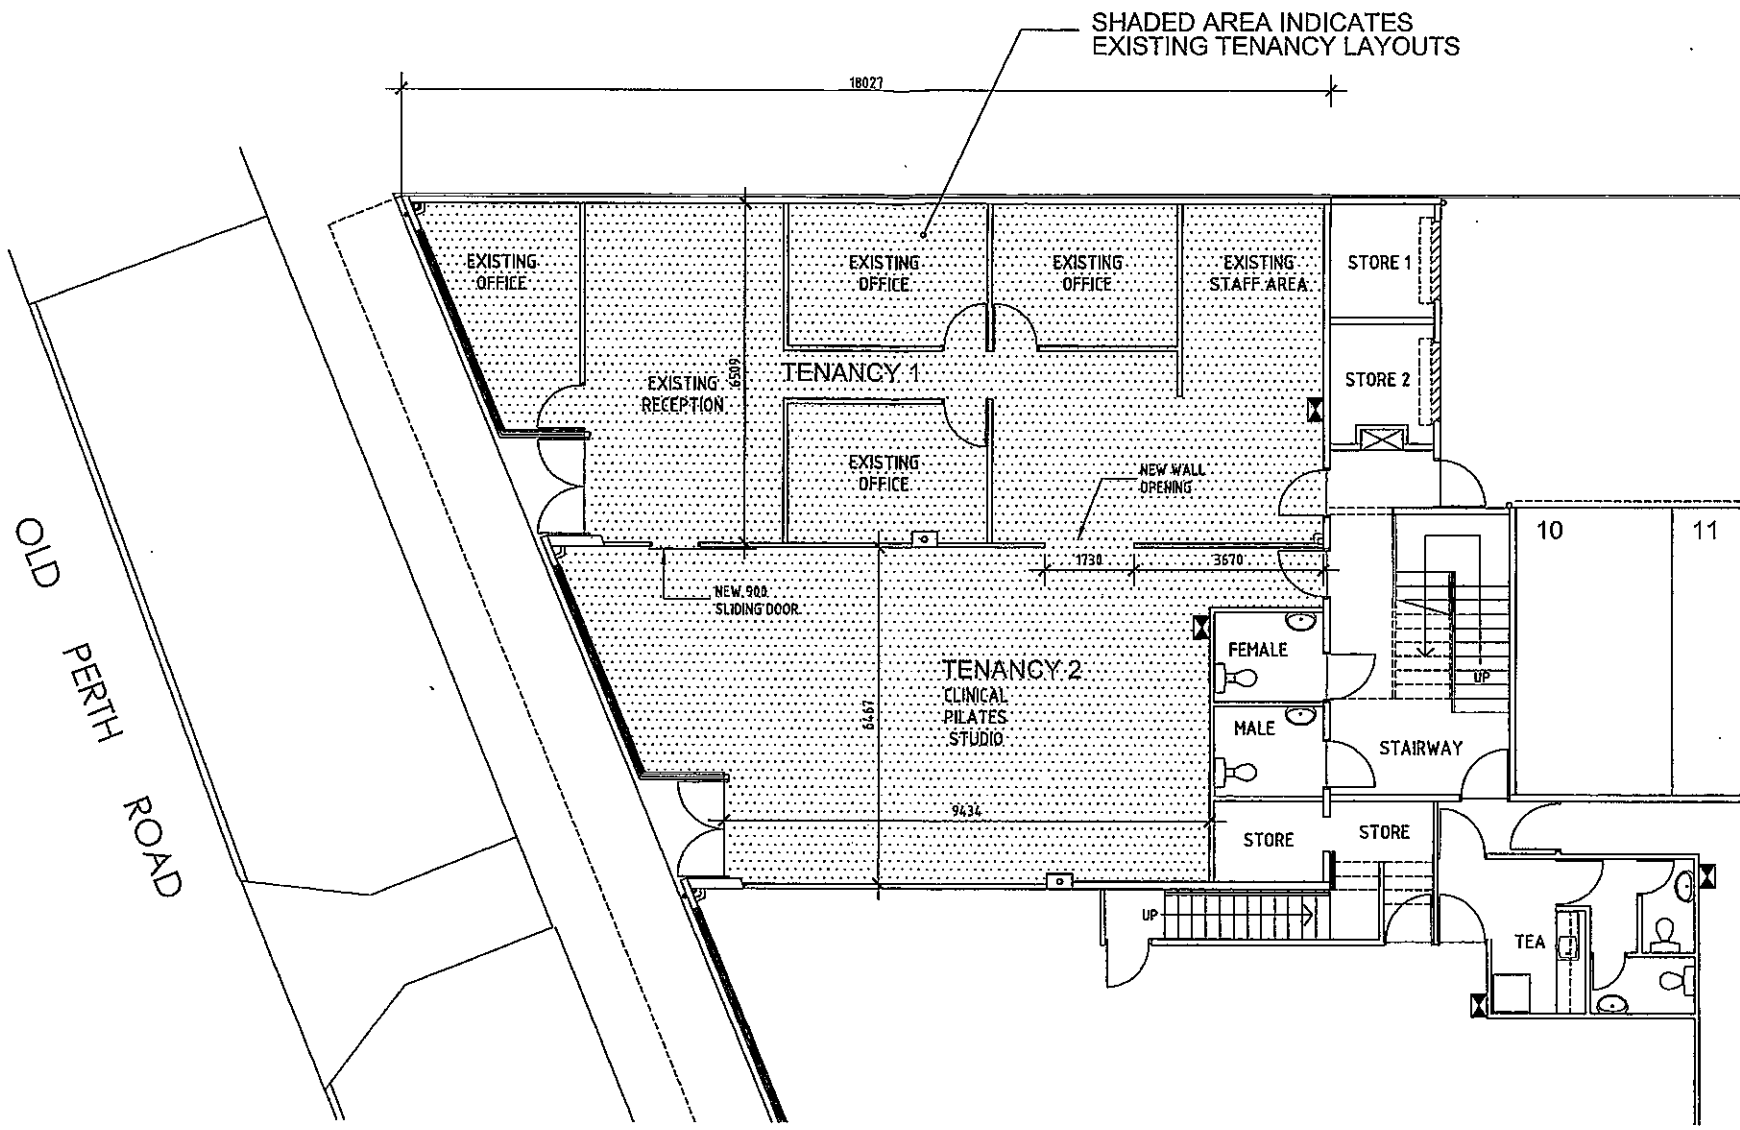 SHADED AREA INDICATES
EXISTING TENANCY LAYOUTS
18027
EXISTING
OFFICE
EXISTING
OFFICE
EXISTING
OFFICE
EXISTING
STAFF AREA
STORE 1
STORE 2
6509
TENANCY 1
EXISTING
RECEPTION
EXISTING
OFFICE
NEW WALL
OPENING
10
11
OLD PERTH ROAD
1730
3670
NEW 900
SLIDING DOOR
FEMALE
TENANCY 2
CLINICAL
PILATES
STUDIO
6467
UP
MALE
STAIRWAY
9434
STORE
STORE
UP
TEA